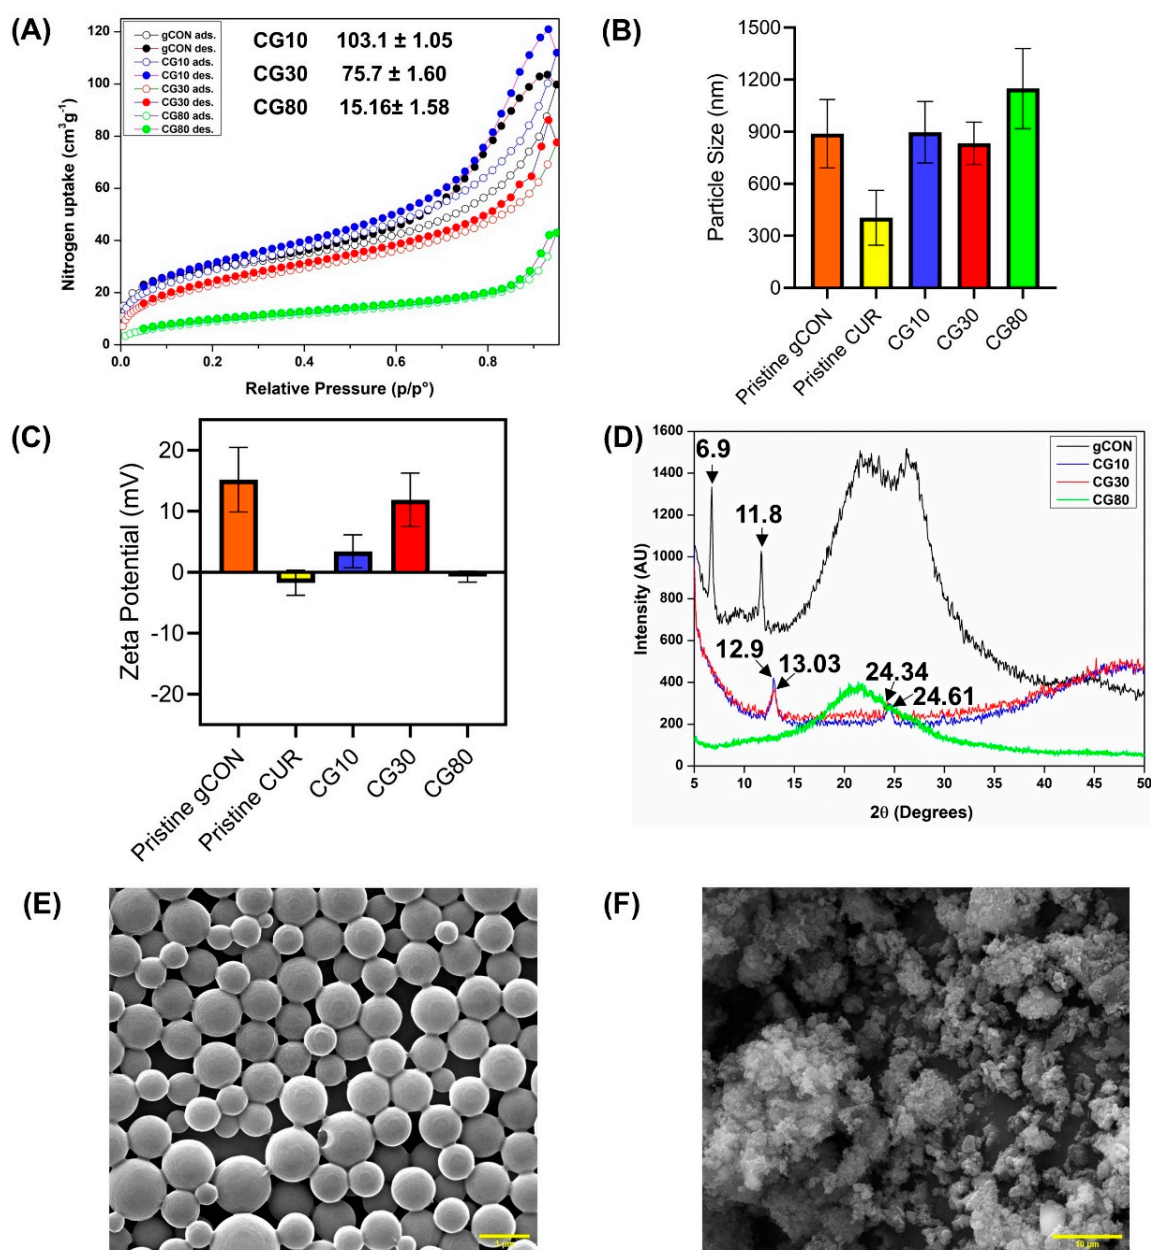 (A)
gCON ads.
gCON des.
CG10 ads.
CG10 des.
CG30 ads.
CG30 des.
CG80 ads.
CG80 des.
CG10 103.1 ± 1.05
CG30 75.7 ± 1.60
CG80 15.16± 1.58
120
100
80
60
40
20
0
Nitrogen uptake (cm³g⁻¹)
0.0 0.2 0.4 0.6 0.8
Relative Pressure (p/p°)
(B)
1500
1200
900
600
300
0
Particle Size (nm)
Pristine gCON
Pristine CUR
CG10
CG30
CG80
(C)
20
10
0
-10
-20
Zeta Potential (mV)
Pristine gCON
Pristine CUR
CG10
CG30
CG80
(D)
1600
1400
1200
1000
800
600
400
200
0
Intensity (AU)
gCON
CG10
CG30
CG80
6.9
11.8
12.9
13.03
24.34
24.61
5 10 15 20 25 30 35 40 45 50
2θ (Degrees)
(E)
1 µm
(F)
10 µm